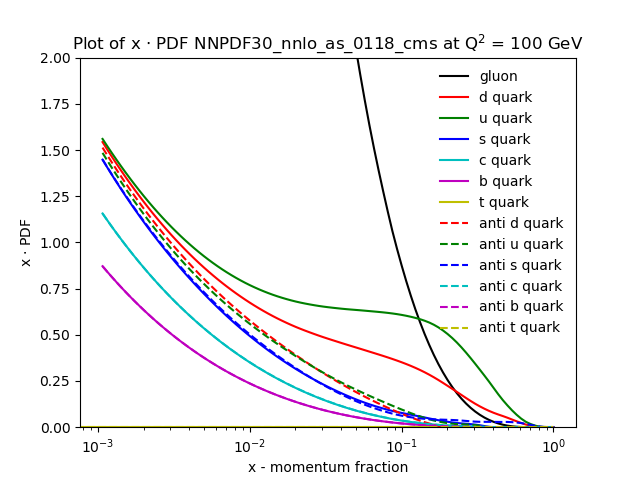 Plot of x · PDF NNPDF30_nnlo_as_0118_cms at Q² = 100 GeV
x · PDF
2.00
1.75
1.50
1.25
1.00
0.75
0.50
0.25
0.00
gluon
d quark
u quark
s quark
c quark
b quark
t quark
anti d quark
anti u quark
anti s quark
anti c quark
anti b quark
anti t quark
10⁻³ 10⁻² 10⁻¹ 10⁰
x - momentum fraction